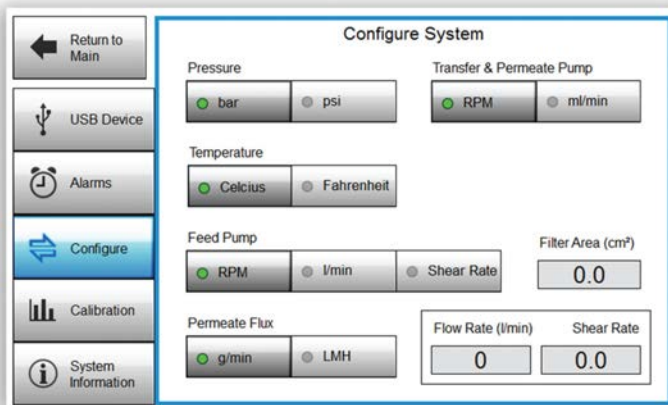 Return to
Main
USB Device
Alarms
Configure
Calibration
System
Information
Configure System
Pressure
bar psi
Transfer & Permeate Pump
RPM ml/min
Temperature
Celcius Fahrenheit
Feed Pump
RPM l/min Shear Rate
Filter Area (cm²)
0.0
Permeate Flux
g/min LMH
Flow Rate (l/min) Shear Rate
0 0.0